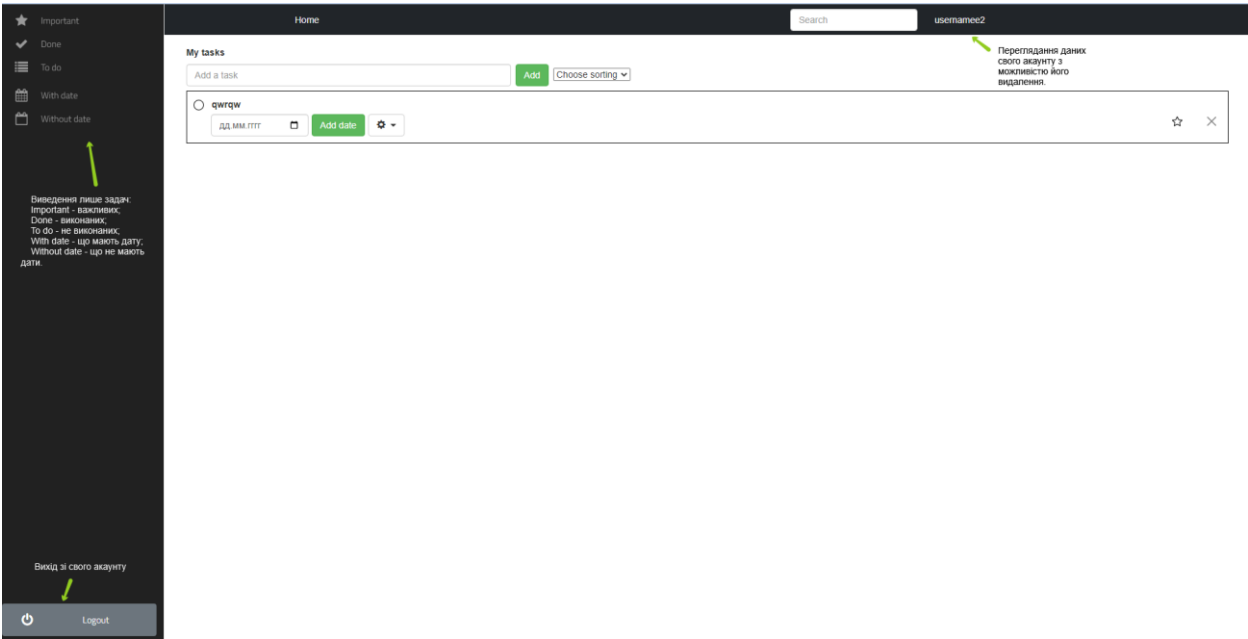 Important
Done
To do
With date
Without date
Виведення лише задач:
Important - важливих;
Done - виконаних;
To do - не виконаних;
With date - що мають дату;
Without date - що не мають
дати.
Вихід зі свого акаунту
Logout
Home
Search
usernamee2
Переглядання даних
свого акаунту з
можливістю його
видалення.
My tasks
Add a task
Add
Choose sorting
qwrqw
дд.мм.гггг
Add date